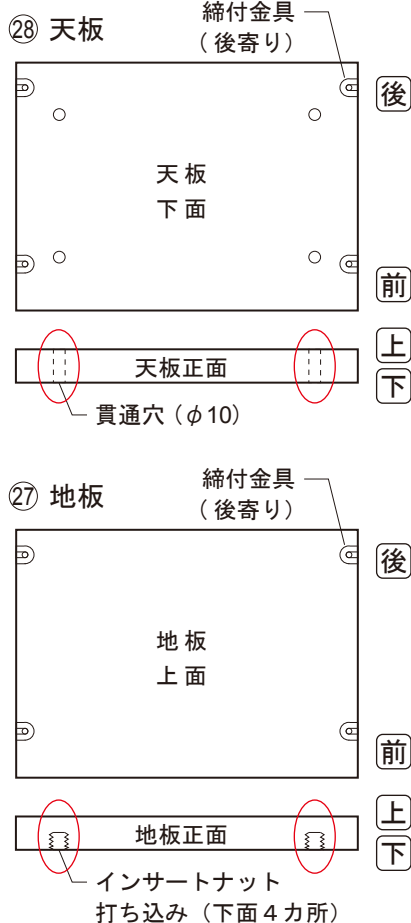 ㉘ 天板
締付金具
(後寄り)
後
天板
下面
前
上
天板正面
下
貫通穴(φ10)
㉗ 地板
締付金具
(後寄り)
後
地板
上面
前
上
地板正面
下
インサートナット
打ち込み(下面4カ所)